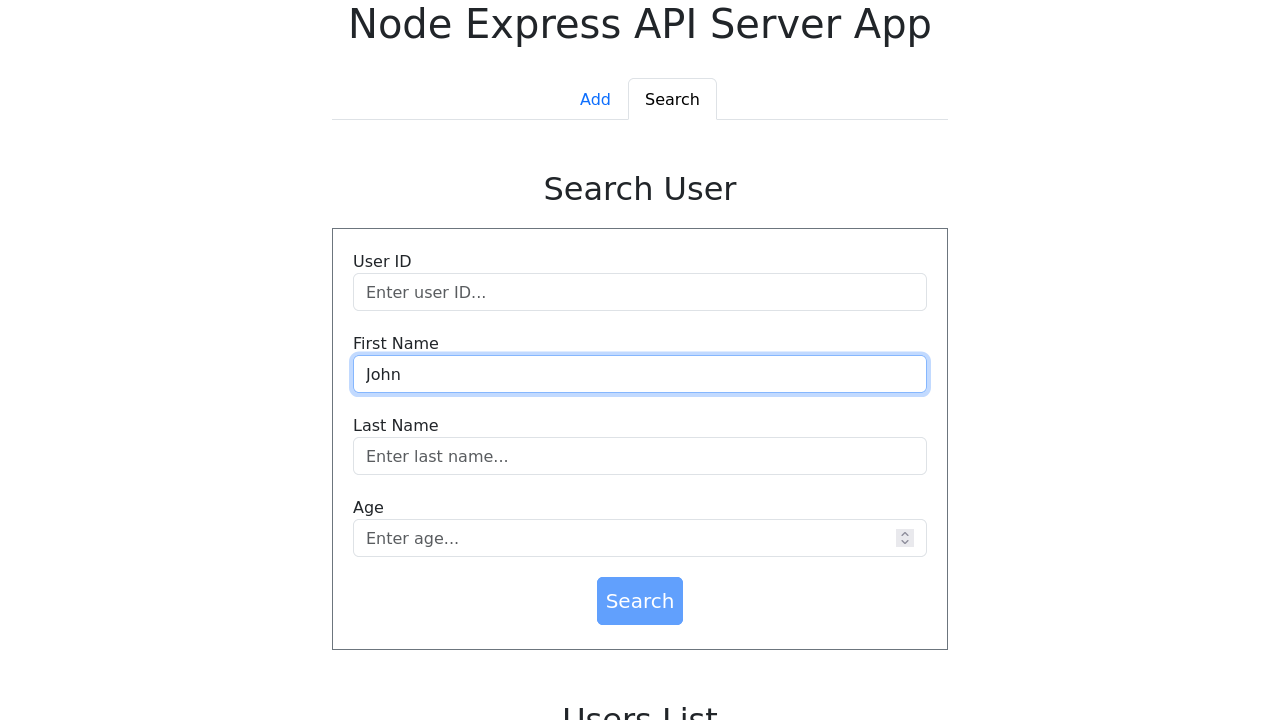 Node Express API Server App
Add Search
Search User
User ID
Enter user ID...
First Name
John
Last Name
Enter last name...
Age
Enter age...
Search
Users List